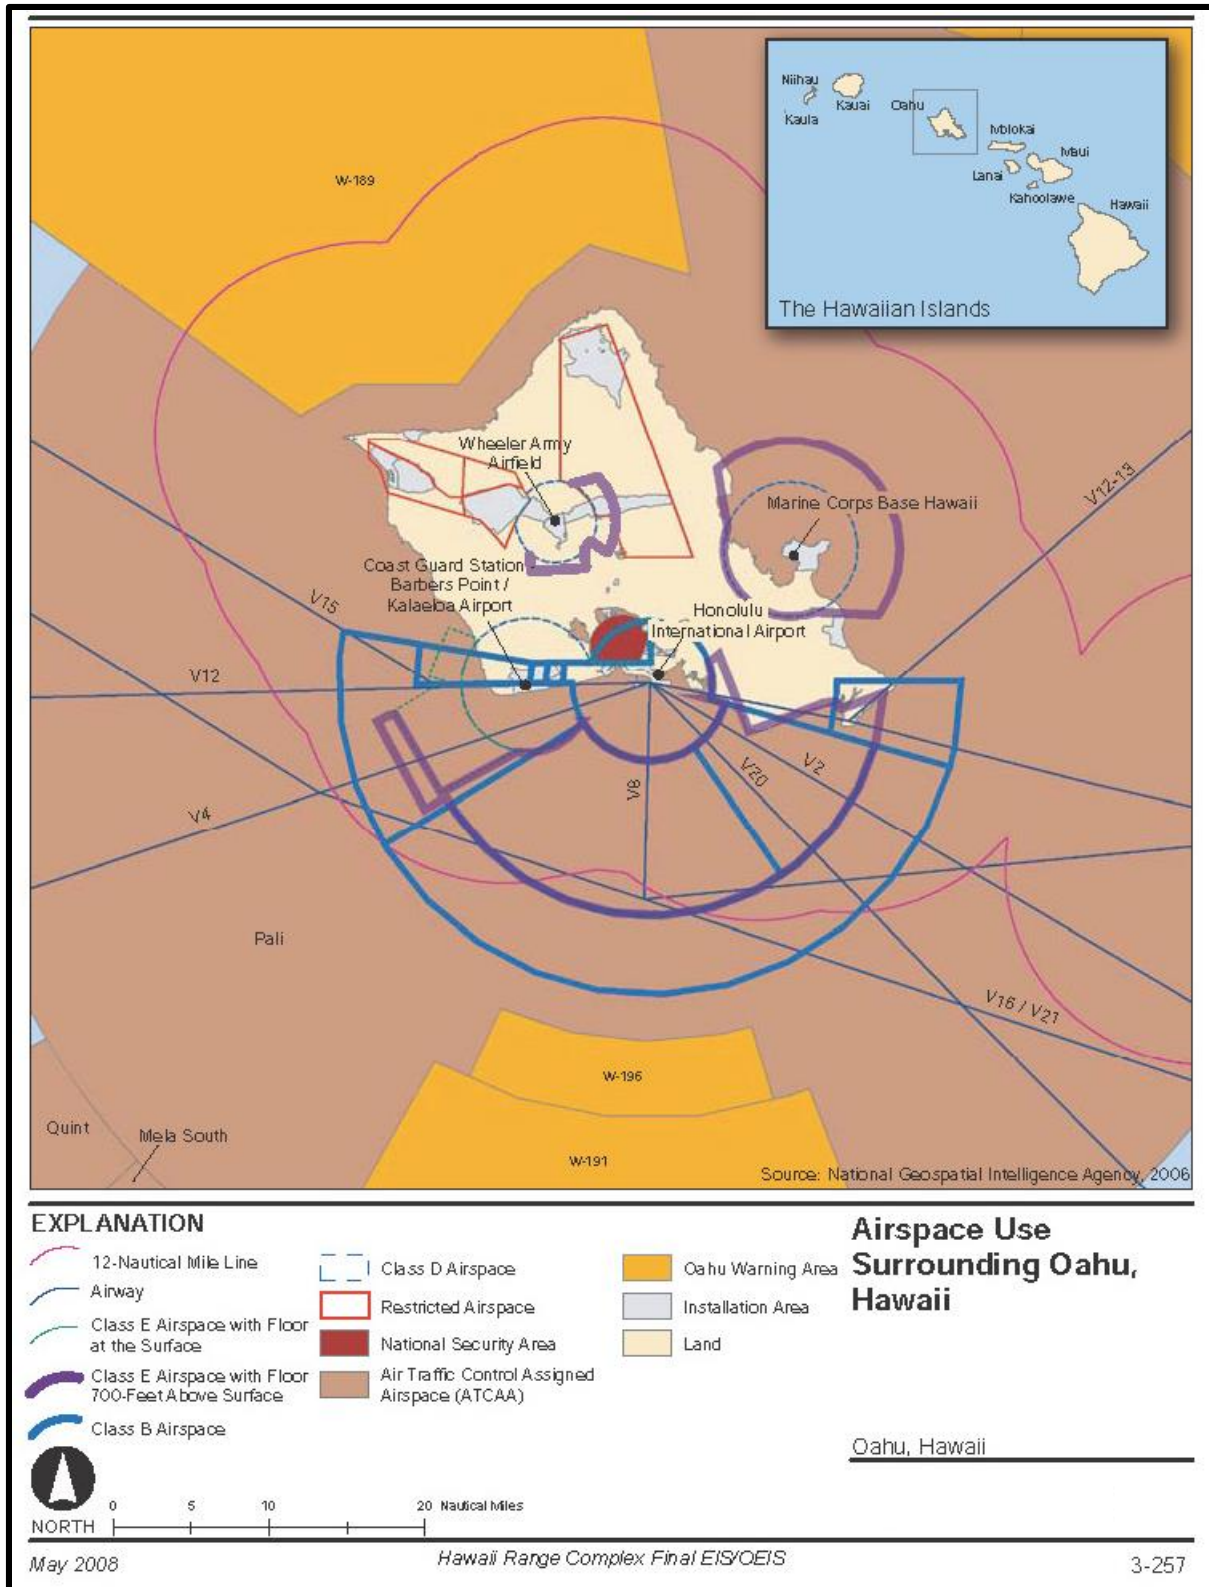 Niihau
Kaula
Kauai
Oahu
Molokai
Maui
Lanai
Kahoolawe
Hawaii
The Hawaiian Islands
W-189
Wheeler Army
Airfield
Marine Corps Base Hawaii
V12-13
Coast Guard Station
Barbers Point /
Kalaeloa Airport
Honolulu
International Airport
V15
V12
V4
V8
V20
V2
V16 / V21
Pali
W-196
W-191
Quint
Mela South
Source: National Geospatial Intelligence Agency, 2006
EXPLANATION
12-Nautical Mile Line
Airway
Class E Airspace with Floor
at the Surface
Class E Airspace with Floor
700-Feet Above Surface
Class B Airspace
Class D Airspace
Restricted Airspace
National Security Area
Air Traffic Control Assigned
Airspace (ATCAA)
Oahu Warning Area
Installation Area
Land
Airspace Use
Surrounding Oahu,
Hawaii
Oahu, Hawaii
NORTH
0 5 10 20 Nautical Miles
May 2008
Hawaii Range Complex Final EIS/OEIS
3-257